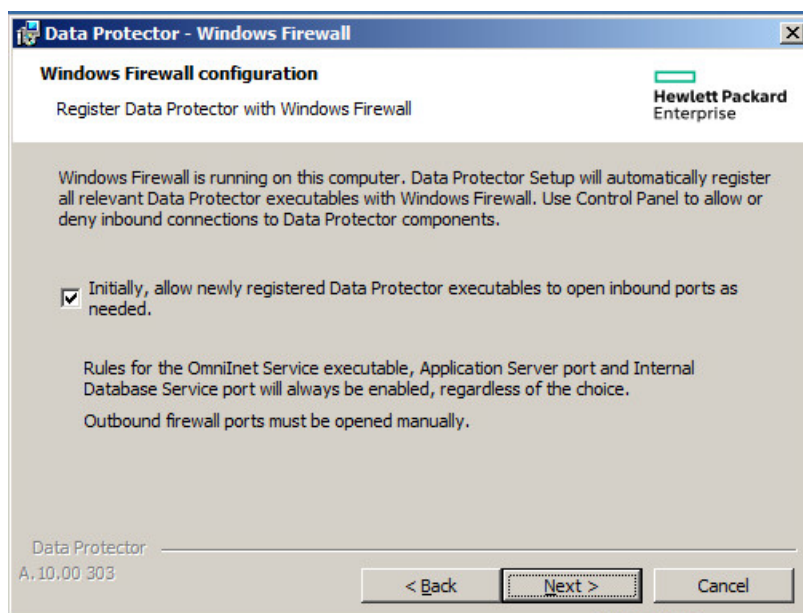 Data Protector - Windows Firewall
Windows Firewall configuration
Register Data Protector with Windows Firewall
Hewlett Packard
Enterprise
Windows Firewall is running on this computer. Data Protector Setup will automatically register
all relevant Data Protector executables with Windows Firewall. Use Control Panel to allow or
deny inbound connections to Data Protector components.
Initially, allow newly registered Data Protector executables to open inbound ports as
needed.
Rules for the OmniInet Service executable, Application Server port and Internal
Database Service port will always be enabled, regardless of the choice.
Outbound firewall ports must be opened manually.
Data Protector
A.10.00 303
< Back
Next >
Cancel